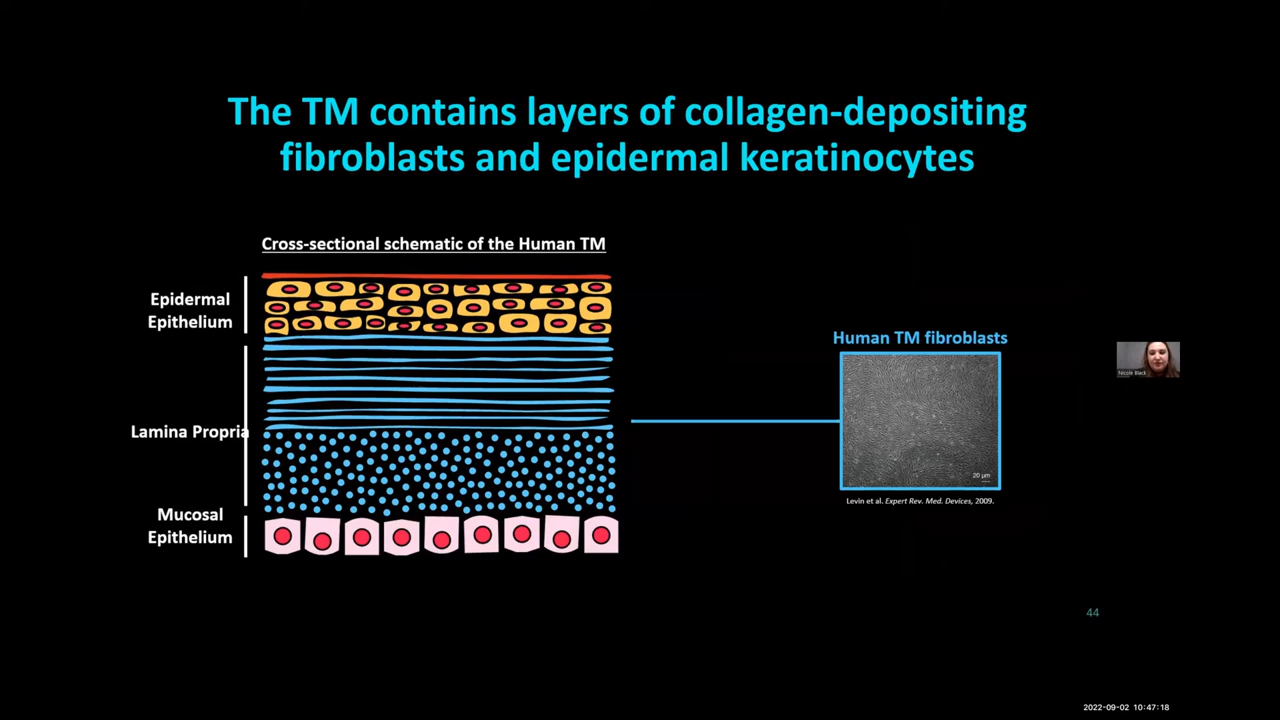 The TM contains layers of collagen-depositing
fibroblasts and epidermal keratinocytes
Cross-sectional schematic of the Human TM
Epidermal
Epithelium
Lamina Propria
Mucosal
Epithelium
Human TM fibroblasts
20 µm
Levin et al. Expert Rev. Med. Devices, 2009.
Nicole Black
44
2022-09-02 10:47:18